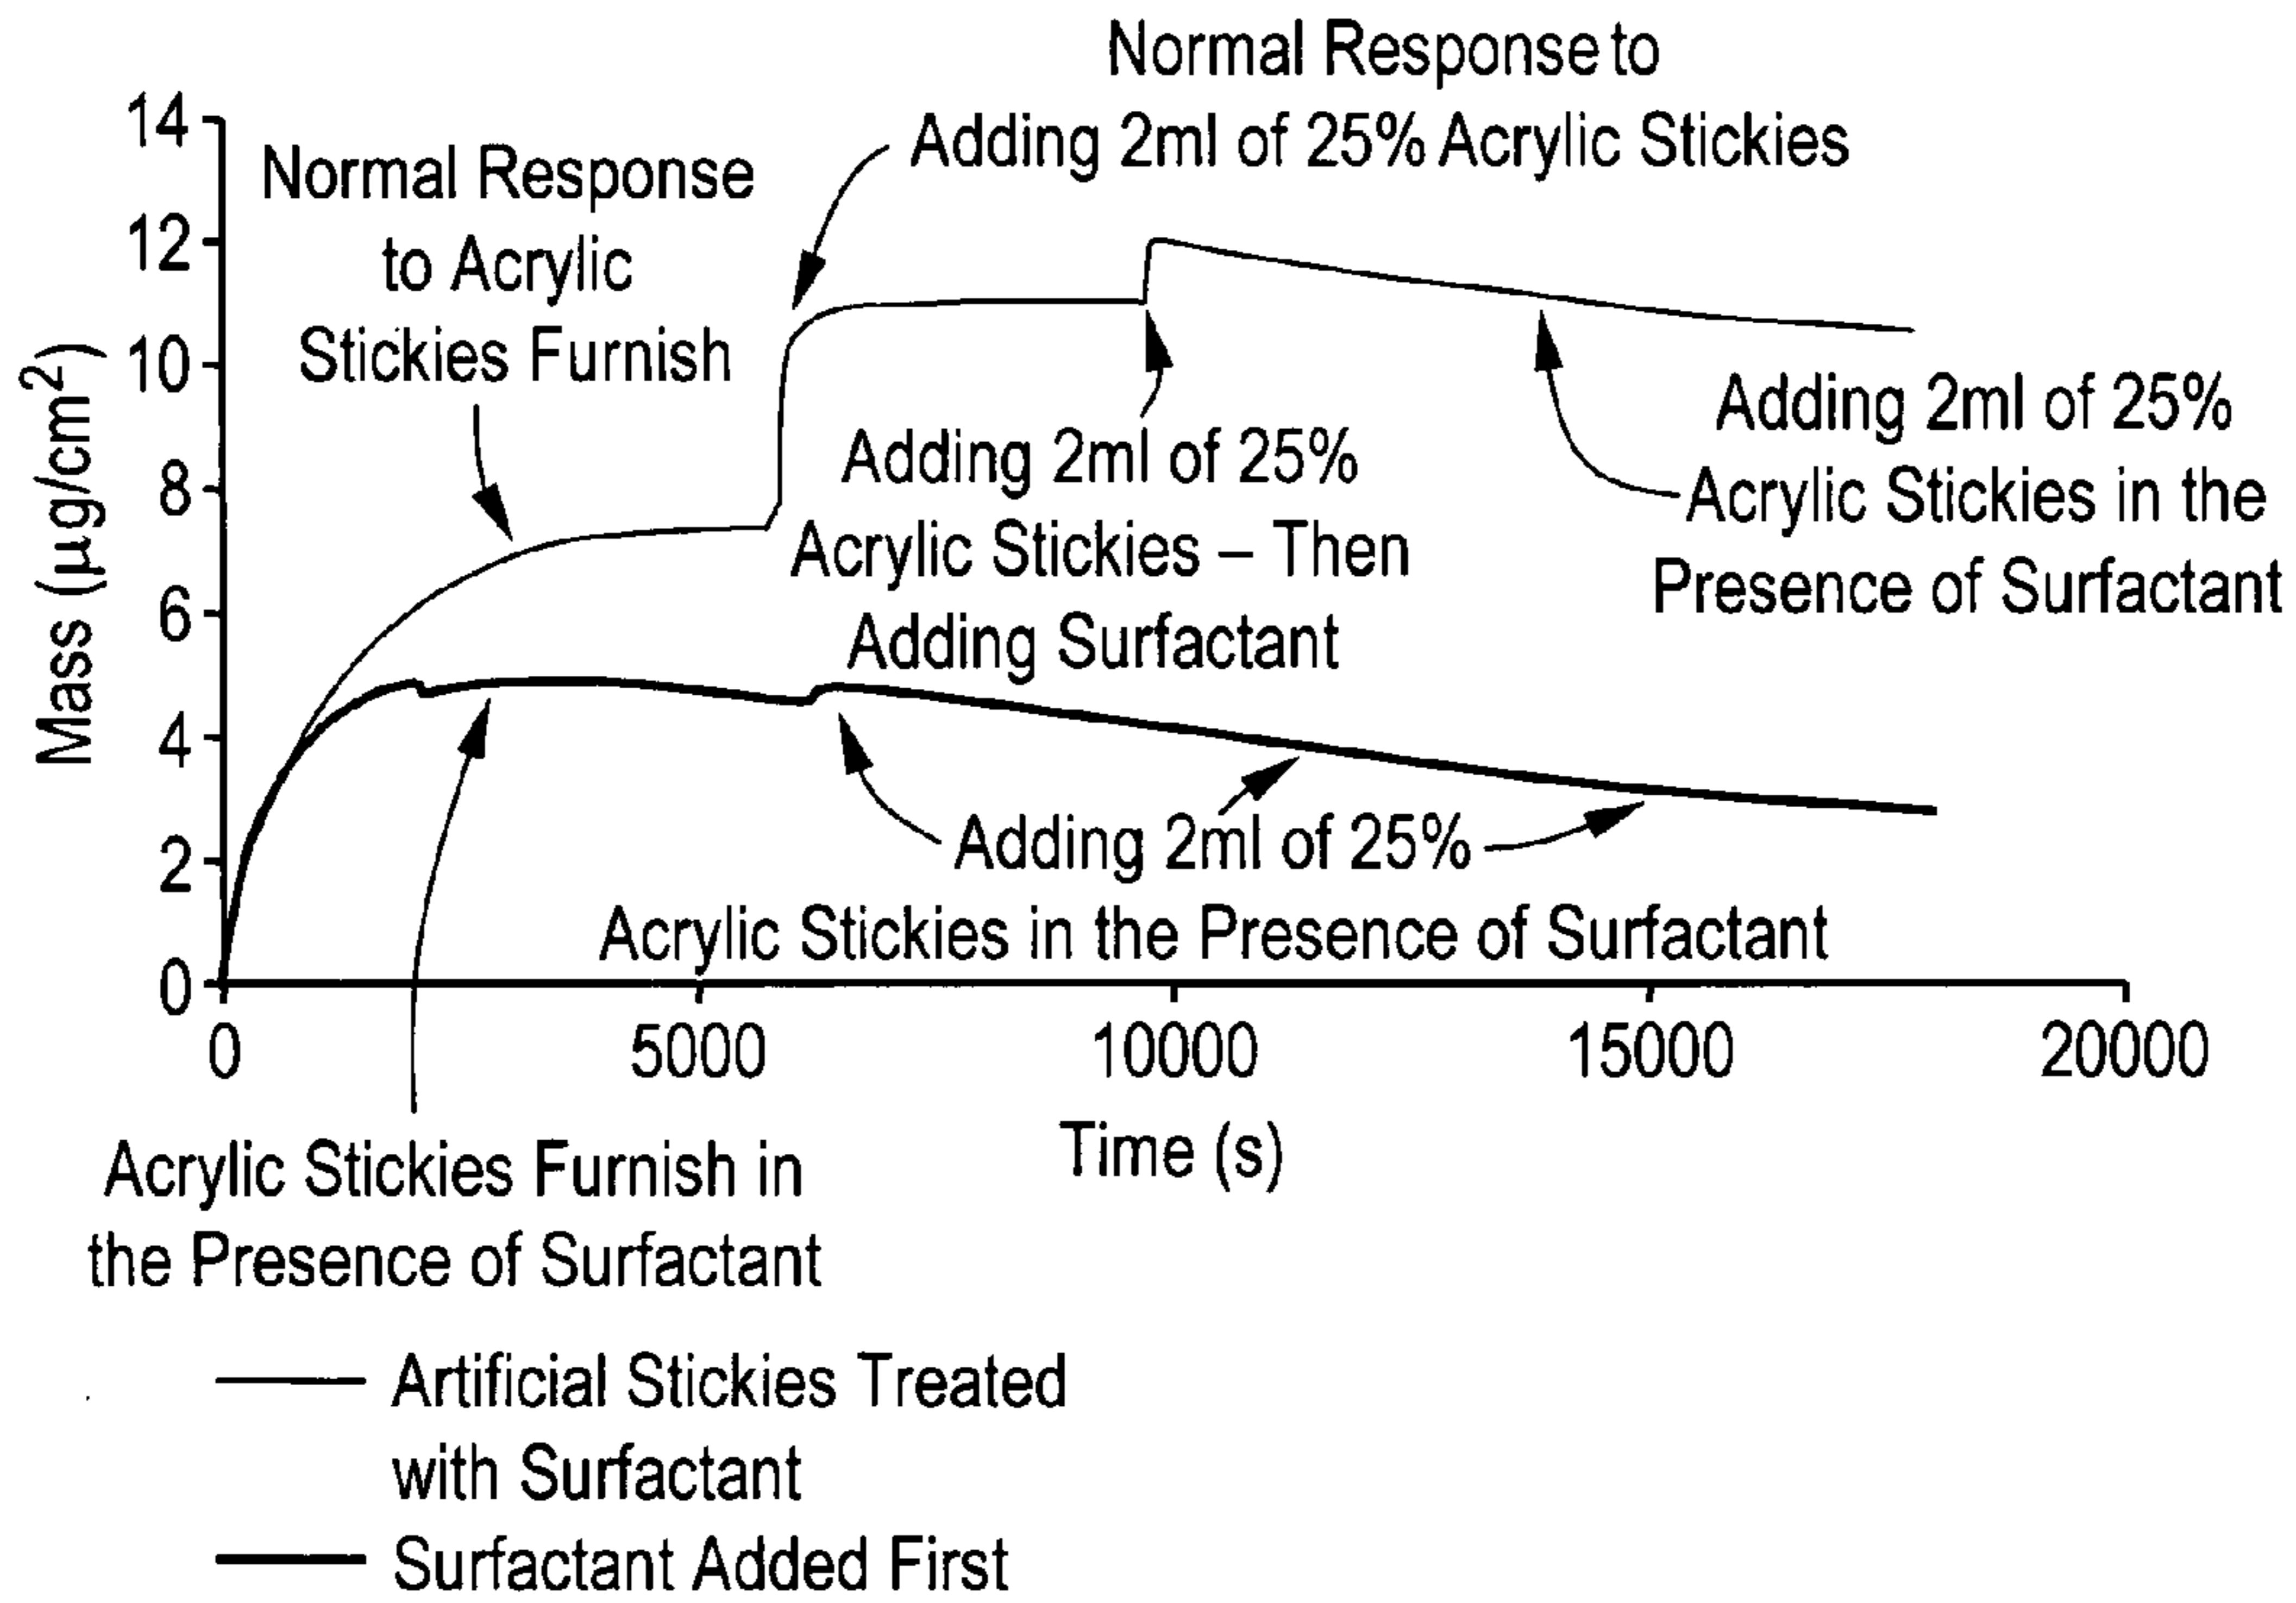 Normal Response to
Adding 2ml of 25% Acrylic Stickies
Normal Response
to Acrylic
Stickies Furnish
Adding 2ml of 25%
Acrylic Stickies – Then
Adding Surfactant
Adding 2ml of 25%
Acrylic Stickies in the
Presence of Surfactant
Adding 2ml of 25%
Acrylic Stickies in the Presence of Surfactant
Mass (µg/cm²)
14
12
10
8
6
4
2
0
0 5000 10000 15000 20000
Time (s)
Acrylic Stickies Furnish in
the Presence of Surfactant
Artificial Stickies Treated
with Surfactant
Surfactant Added First